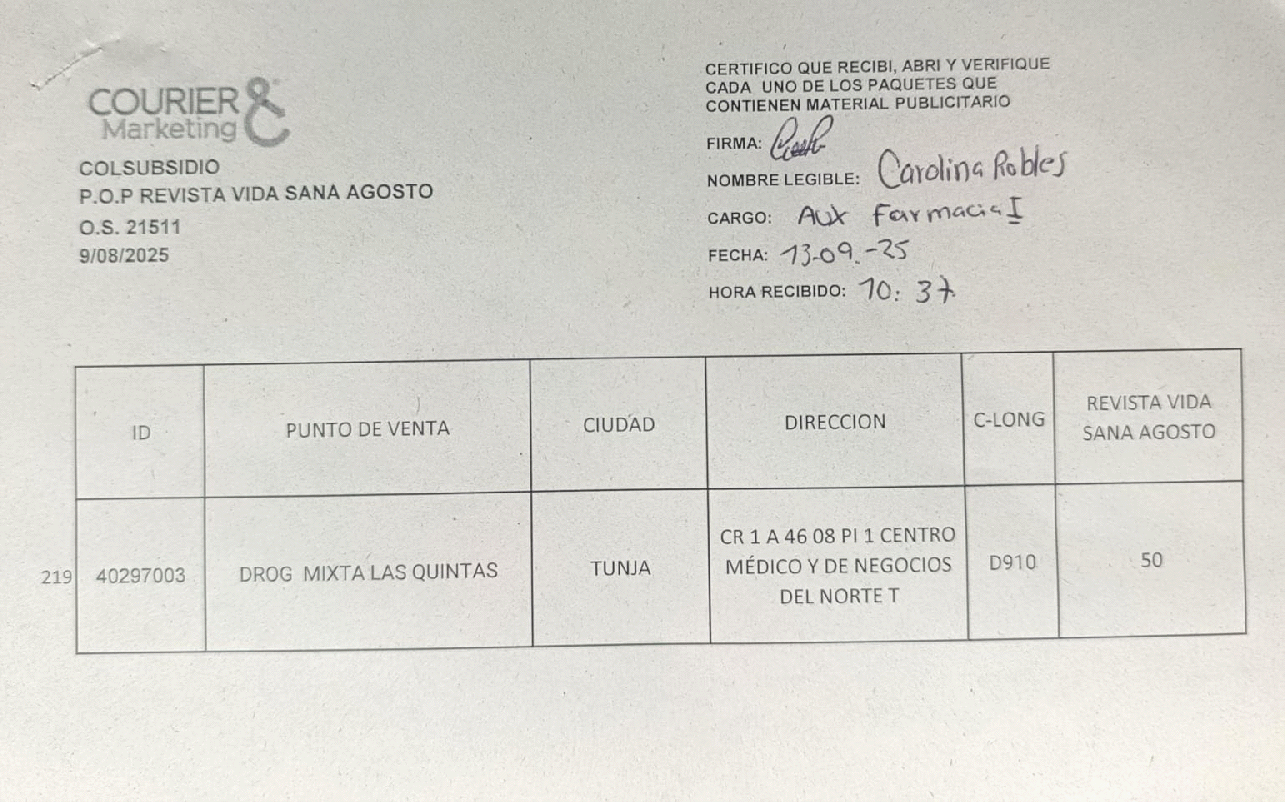 COURIER &
Marketing
COLSUBSIDIO
P.O.P REVISTA VIDA SANA AGOSTO
O.S. 21511
9/08/2025
CERTIFICO QUE RECIBI, ABRI Y VERIFIQUE
CADA UNO DE LOS PAQUETES QUE
CONTIENEN MATERIAL PUBLICITARIO
FIRMA:
NOMBRE LEGIBLE: Carolina Robles
CARGO: Aux Farmacia I
FECHA: 13-09.-25
HORA RECIBIDO: 10:37
ID
PUNTO DE VENTA
CIUDAD
DIRECCION
C-LONG
REVISTA VIDA
SANA AGOSTO
219
40297003
DROG MIXTA LAS QUINTAS
TUNJA
CR 1 A 46 08 PI 1 CENTRO
MÉDICO Y DE NEGOCIOS
DEL NORTE T
D910
50